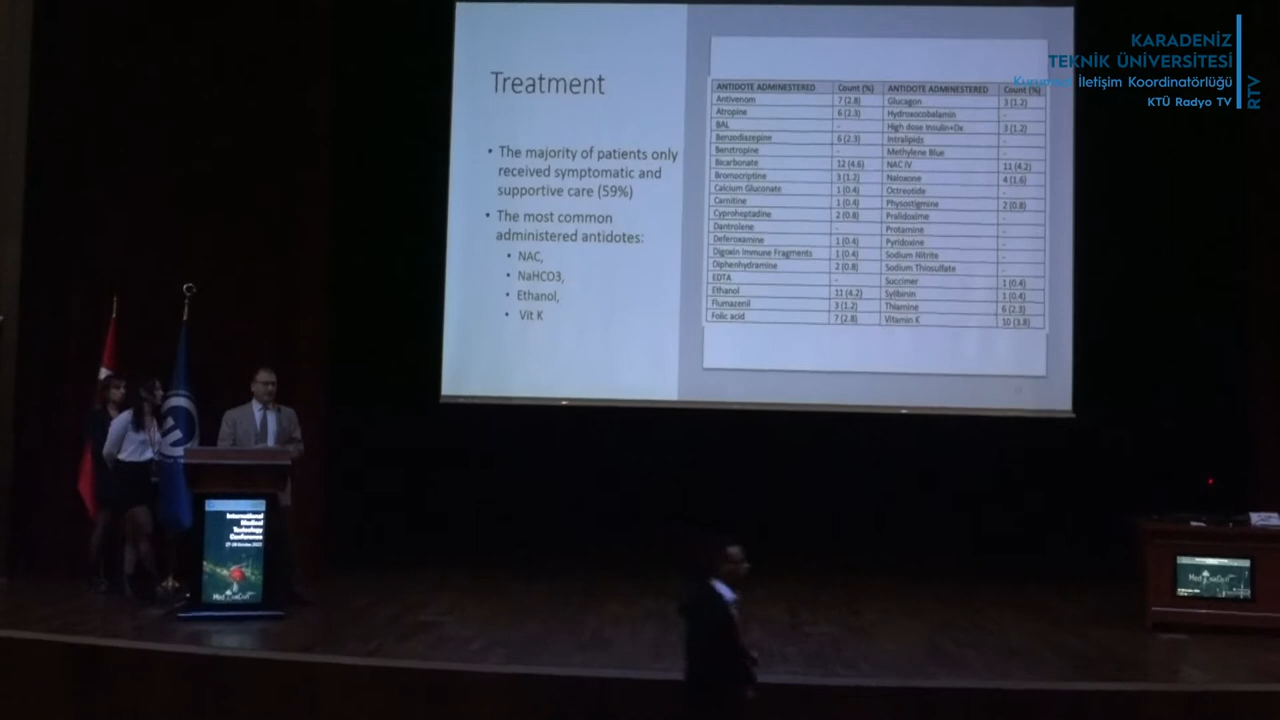 KARADENİZ
TEKNİK ÜNİVERSİTESİ
İletişim Koordinatörlüğü
KTÜ Radyo TV
RTV
Treatment
• The majority of patients only
received symptomatic and
supportive care (59%)
• The most common
administered antidotes:
• NAC,
• NaHCO3,
• Ethanol,
• Vit K
ANTIDOTE ADMINESTERED Count (%) ANTIDOTE ADMINESTERED Count (%)
Antivenom 7 (2.8) Glucagon 3 (1.2)
Atropine 6 (2.3) Hydroxocobalamin -
BAL - High dose Insulin+Dx 3 (1.2)
Benzodiazepine 6 (2.3) Intralipids -
Benztropine - Methylene Blue -
Bicarbonate 12 (4.6) NAC IV 11 (4.2)
Bromocriptine 3 (1.2) Naloxone 4 (1.6)
Calcium Gluconate 1 (0.4) Octreotide -
Carnitine 1 (0.4) Physostigmine 2 (0.8)
Cyproheptadine 2 (0.8) Pralidoxime -
Dantrolene - Protamine -
Deferoxamine 1 (0.4) Pyridoxine -
Digoxin Immune Fragments 1 (0.4) Sodium Nitrite -
Diphenhydramine 2 (0.8) Sodium Thiosulfate -
EDTA - Succimer 1 (0.4)
Ethanol 11 (4.2) Sylibinin 1 (0.4)
Flumazenil 3 (1.2) Thiamine 6 (2.3)
Folic acid 7 (2.8) Vitamin K 10 (3.8)
International
Medical
Technology
Conference